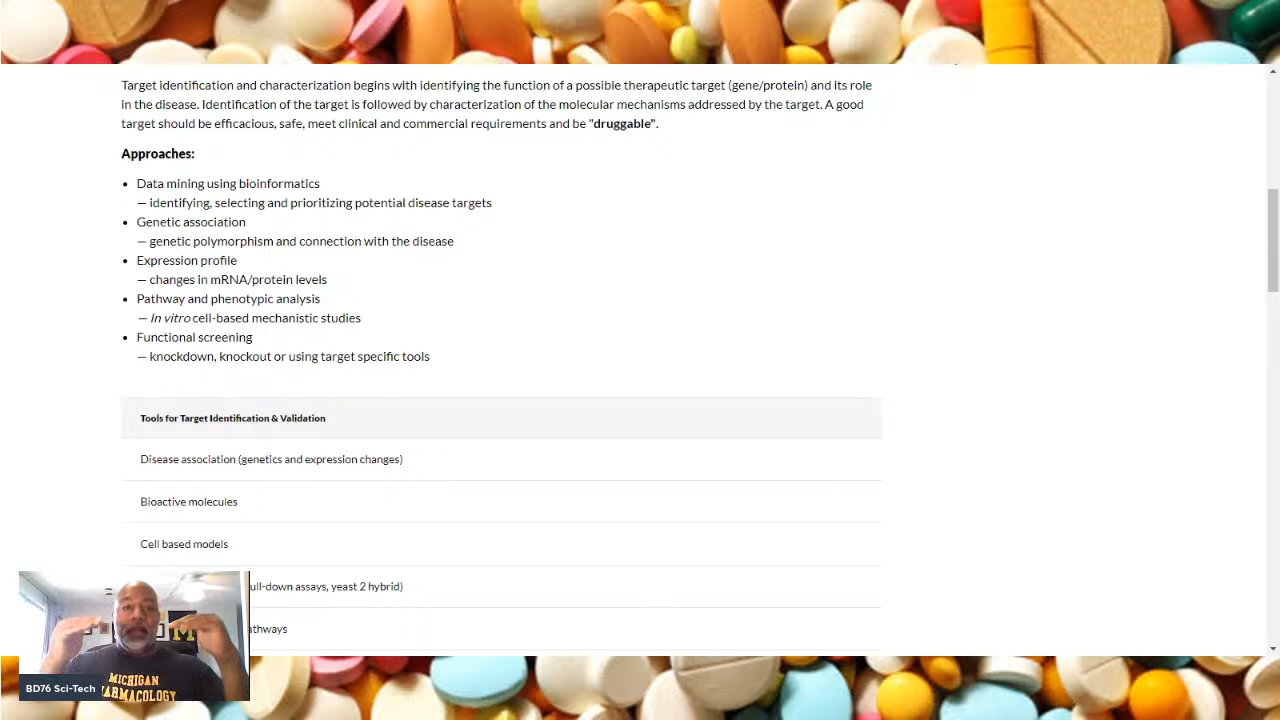 Target identification and characterization begins with identifying the function of a possible therapeutic target (gene/protein) and its role
in the disease. Identification of the target is followed by characterization of the molecular mechanisms addressed by the target. A good
target should be efficacious, safe, meet clinical and commercial requirements and be "druggable".
Approaches:
• Data mining using bioinformatics
— identifying, selecting and prioritizing potential disease targets
• Genetic association
— genetic polymorphism and connection with the disease
• Expression profile
— changes in mRNA/protein levels
• Pathway and phenotypic analysis
— In vitro cell-based mechanistic studies
• Functional screening
— knockdown, knockout or using target specific tools
Tools for Target Identification & Validation
Disease association (genetics and expression changes)
Bioactive molecules
Cell based models
ull-down assays, yeast 2 hybrid)
athways
M
MICHIGAN
HARMACOLOGY
BD76 Sci-Tech